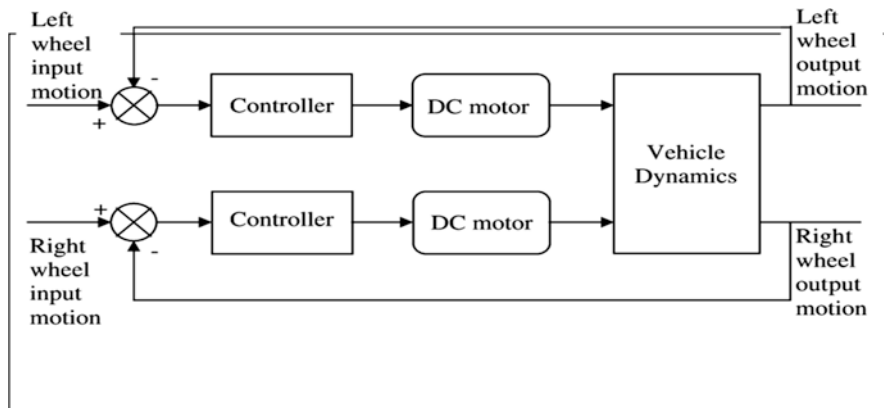 Left
wheel
input
motion
-
+
Controller
DC motor
Vehicle
Dynamics
Left
wheel
output
motion
+
-
Right
wheel
input
motion
Controller
DC motor
Right
wheel
output
motion